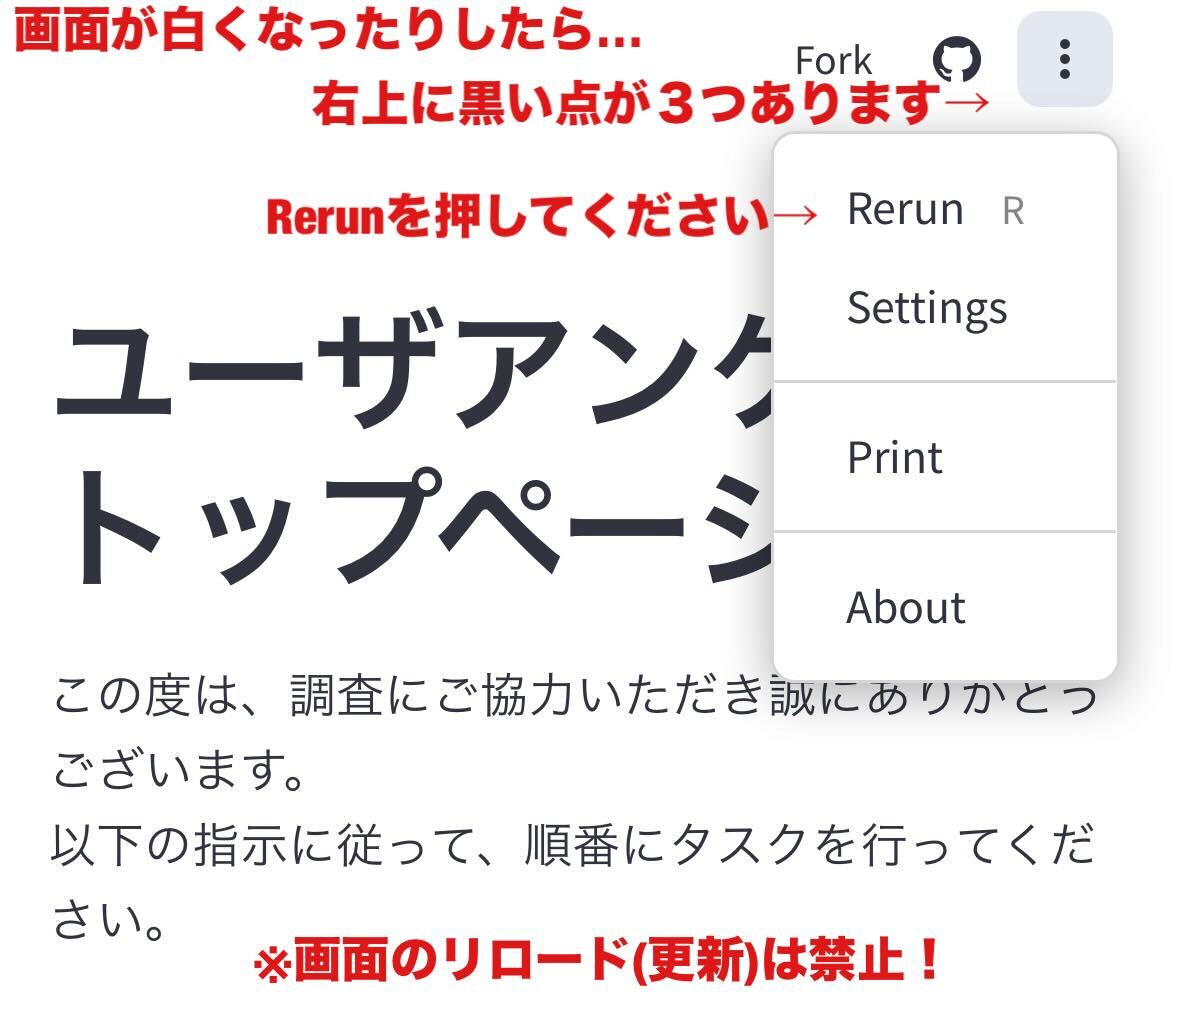 画面が白くなったりしたら...
Fork
右上に黒い点が３つあります→
Rerunを押してください→
Rerun R
Settings
Print
About
ユーザアンケ
トップページ
この度は、調査にご協力いただき誠にありがとう
ございます。
以下の指示に従って、順番にタスクを行ってくだ
さい。
※画面のリロード(更新)は禁止！